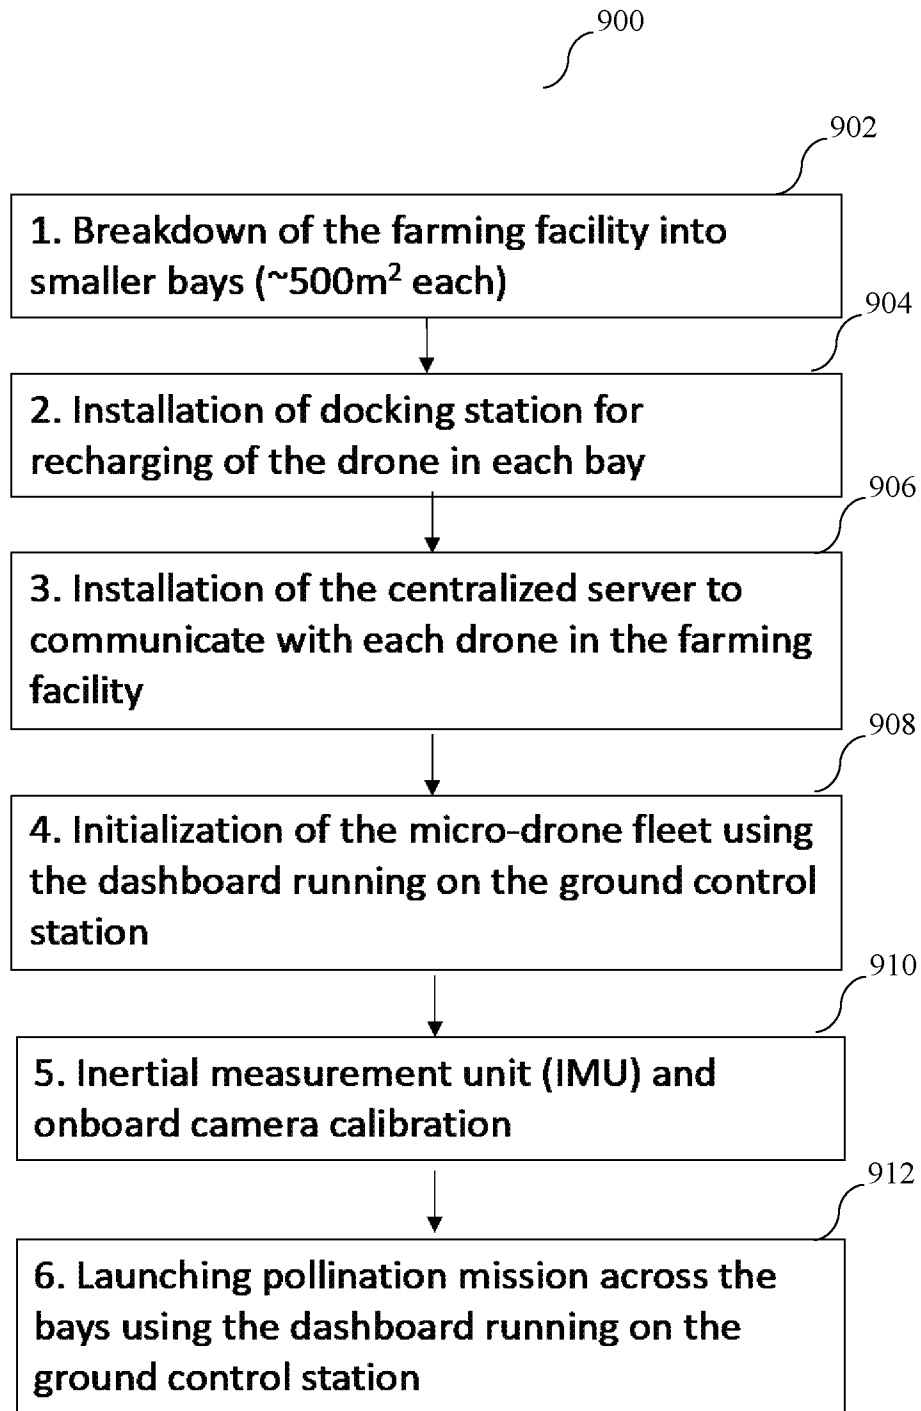 900
902
1. Breakdown of the farming facility into
smaller bays (~500m² each)
904
2. Installation of docking station for
recharging of the drone in each bay
906
3. Installation of the centralized server to
communicate with each drone in the farming
facility
908
4. Initialization of the micro-drone fleet using
the dashboard running on the ground control
station
910
5. Inertial measurement unit (IMU) and
onboard camera calibration
912
6. Launching pollination mission across the
bays using the dashboard running on the
ground control station